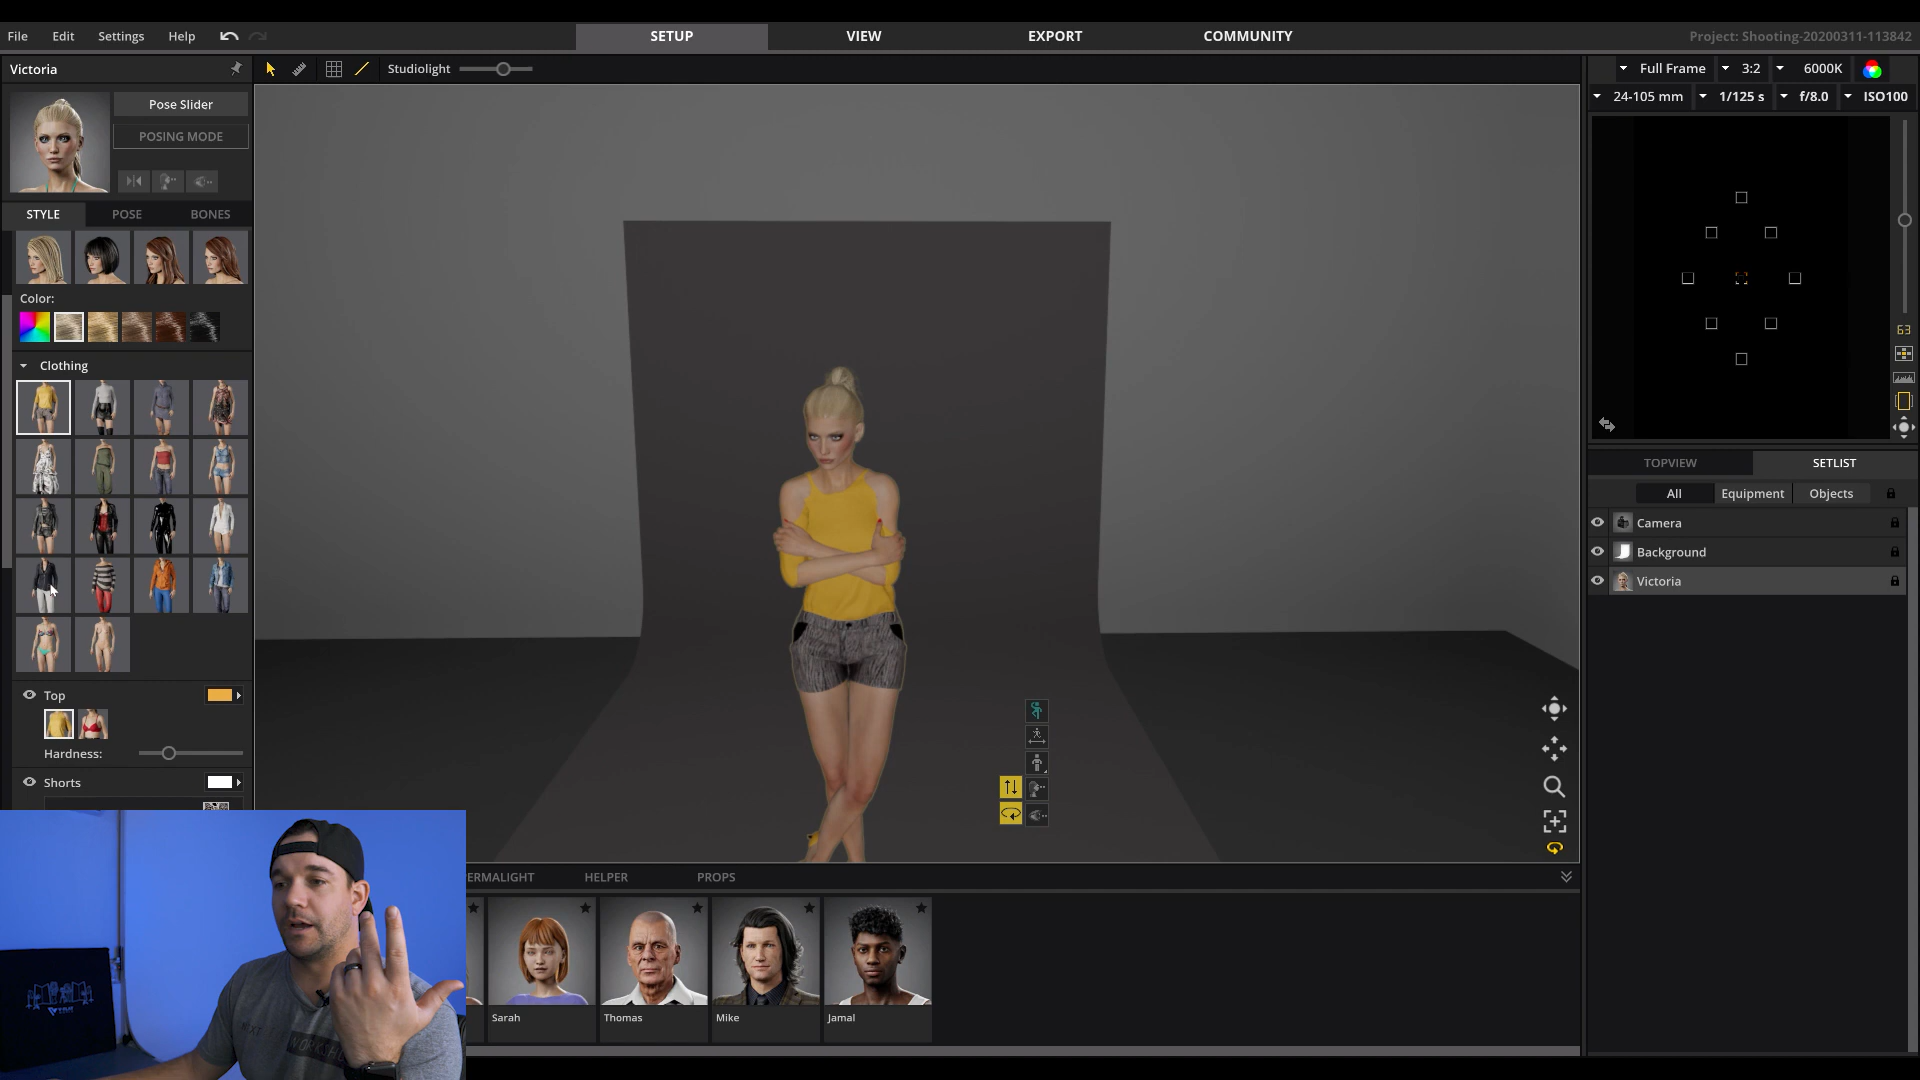 File Edit Settings Help SETUP VIEW EXPORT COMMUNITY Project: Shooting-20200311-113842
Victoria Studiolight Full Frame 3:2 6000K
24-105 mm 1/125 s f/8.0 ISO100
Pose Slider
POSING MODE
STYLE POSE BONES
Color:
Clothing
Top
Hardness:
Shorts
63
TOPVIEW SETLIST
All Equipment Objects
Camera
Background
Victoria
ERMALIGHT HELPER PROPS
Sarah Thomas Mike Jamal